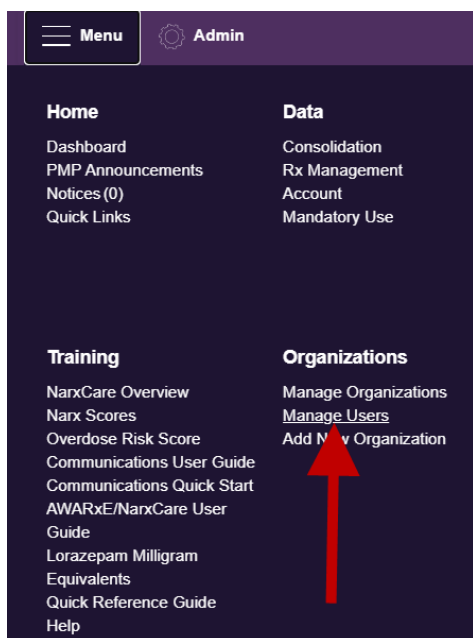 Menu
Admin
Home
Dashboard
PMP Announcements
Notices (0)
Quick Links
Data
Consolidation
Rx Management
Account
Mandatory Use
Training
NarxCare Overview
Narx Scores
Overdose Risk Score
Communications User Guide
Communications Quick Start
AWARxE/NarxCare User
Guide
Lorazepam Milligram
Equivalents
Quick Reference Guide
Help
Organizations
Manage Organizations
Manage Users
Add New Organization